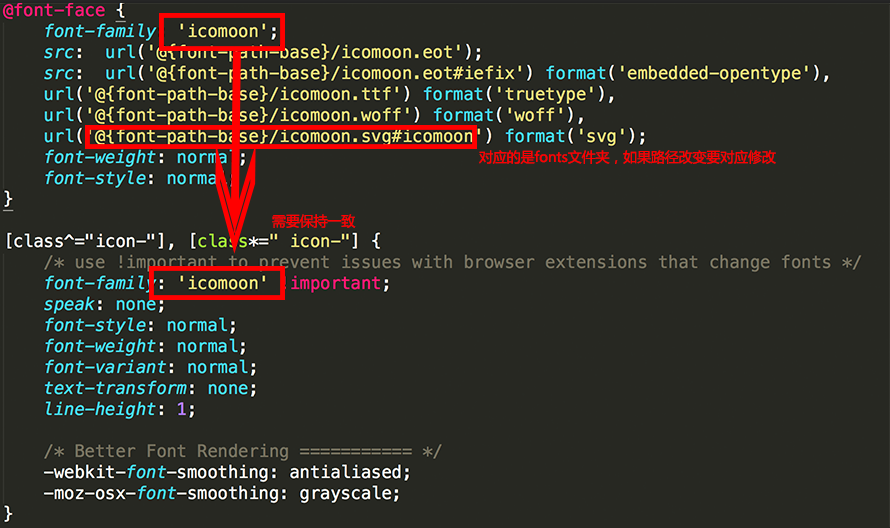 @font-face {
font-family 'icomoon';
src: url('@{font-path-base}/icomoon.eot');
src: url('@{font-path-base}/icomoon.eot#iefix') format('embedded-opentype'),
url('@{font-path-base}/icomoon.ttf') format('truetype'),
url('@{font-path-base}/icomoon.woff') format('woff'),
url('@{font-path-base}/icomoon.svg#icomoon') format('svg');
对应的是fonts文件夹，如果路径改变要对应修改
font-weight: normal;
font-style: normal;
}
需要保持一致
[class^="icon-"], [class*=" icon-"] {
/* use !important to prevent issues with browser extensions that change fonts */
font-family: 'icomoon' !important;
speak: none;
font-style: normal;
font-weight: normal;
font-variant: normal;
text-transform: none;
line-height: 1;
/* Better Font Rendering =========== */
-webkit-font-smoothing: antialiased;
-moz-osx-font-smoothing: grayscale;
}